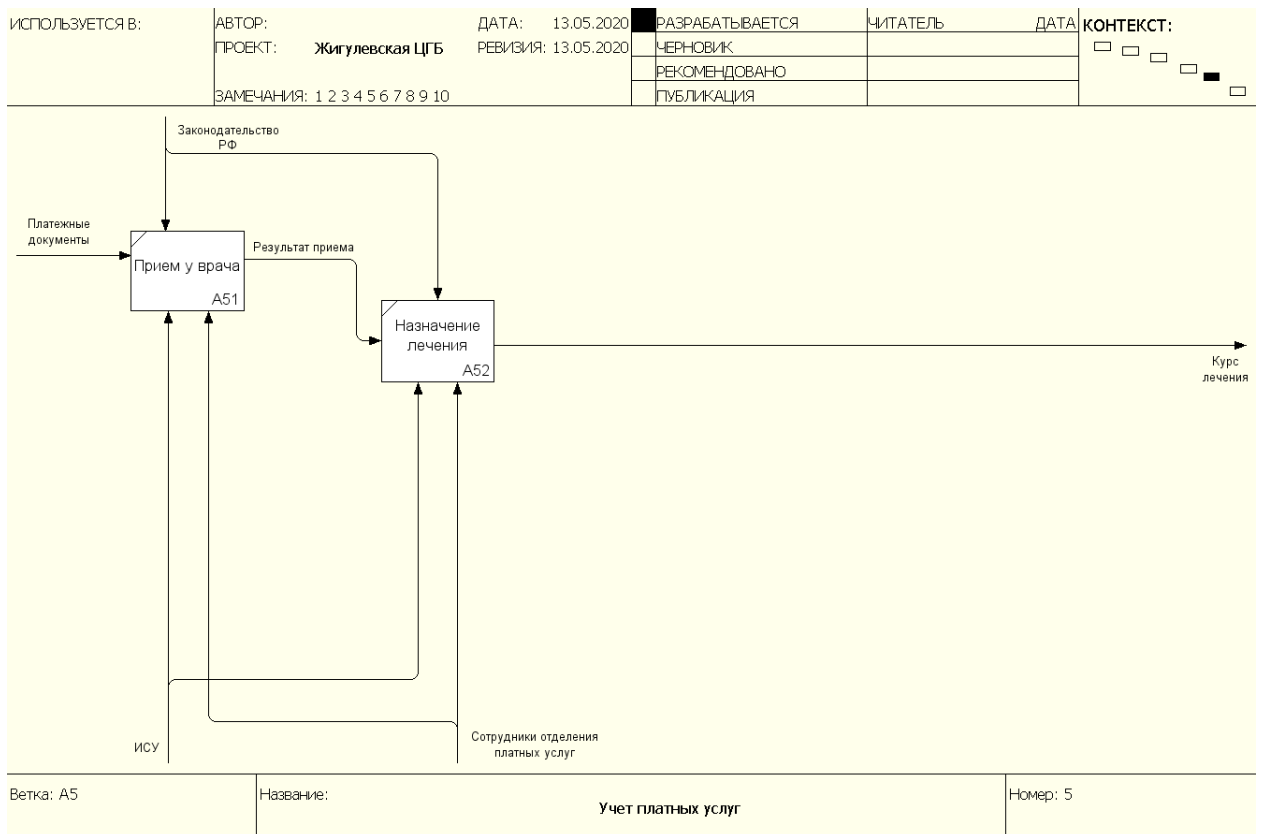 ИСПОЛЬЗУЕТСЯ В:
АВТОР:
ДАТА: 13.05.2020
РАЗРАБАТЫВАЕТСЯ
ЧИТАТЕЛЬ
ДАТА
КОНТЕКСТ:
ПРОЕКТ: Жигулевская ЦГБ
РЕВИЗИЯ: 13.05.2020
ЧЕРНОВИК
РЕКОМЕНДОВАНО
ЗАМЕЧАНИЯ: 1 2 3 4 5 6 7 8 9 10
ПУБЛИКАЦИЯ
Законодательство
РФ
Платежные
документы
Прием у врача
A51
Результат приема
Назначение
лечения
A52
Курс
лечения
ИСУ
Сотрудники отделения
платных услуг
Ветка: A5
Название:
Учет платных услуг
Номер: 5